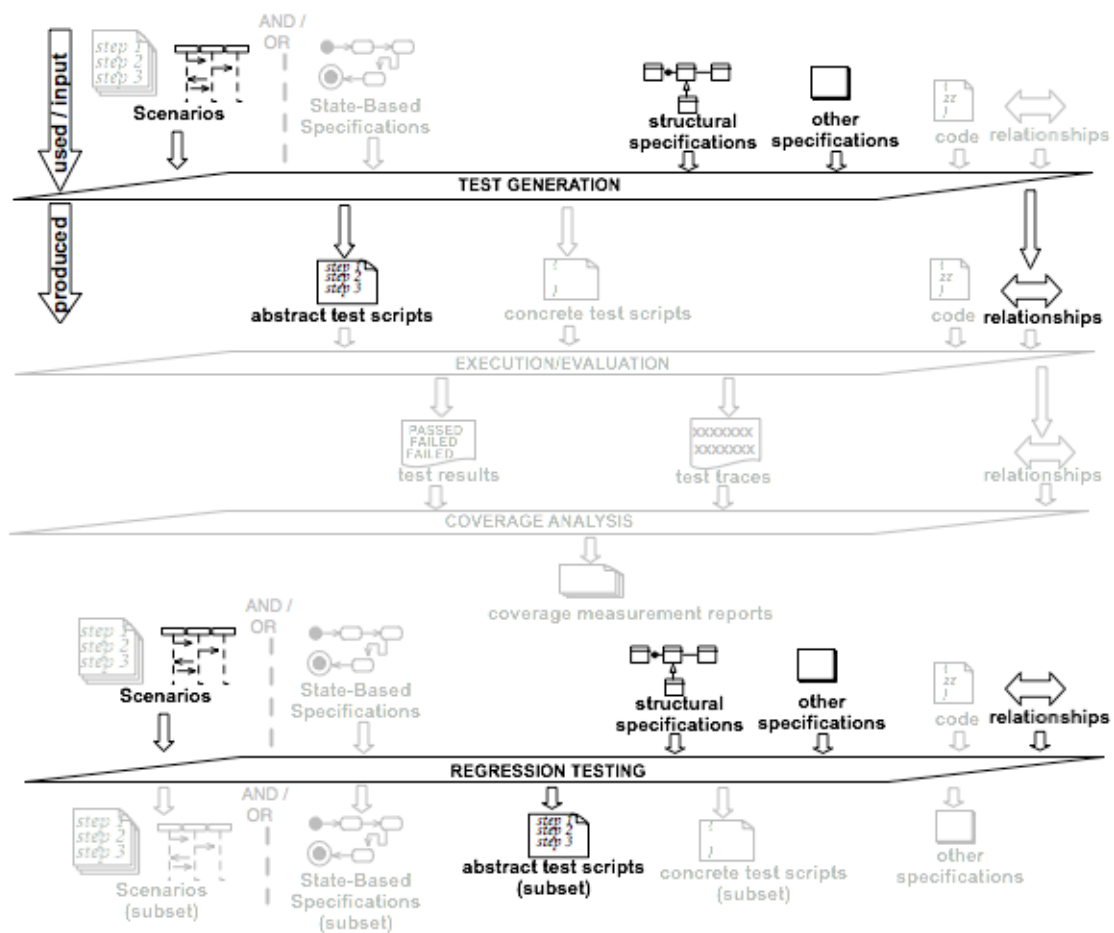 used / input
step 1
step 2
step 3
Scenarios
AND /
OR
State-Based
Specifications
structural
specifications
other
specifications
{
zz
}
code
relationships
TEST GENERATION
produced
step 1
step 2
step 3
abstract test scripts
{
}
concrete test scripts
{
zz
}
code
relationships
EXECUTION/EVALUATION
PASSED
FAILED
FAILED
test results
XXXXXXX
XXXXXXX
test traces
relationships
COVERAGE ANALYSIS
coverage measurement reports
step 1
step 2
step 3
Scenarios
AND /
OR
State-Based
Specifications
structural
specifications
other
specifications
{
zz
}
code
relationships
REGRESSION TESTING
step 1
step 2
step 3
Scenarios
(subset)
AND /
OR
State-Based
Specifications
(subset)
step 1
step 2
step 3
abstract test scripts
(subset)
{
}
concrete test scripts
(subset)
other
specifications